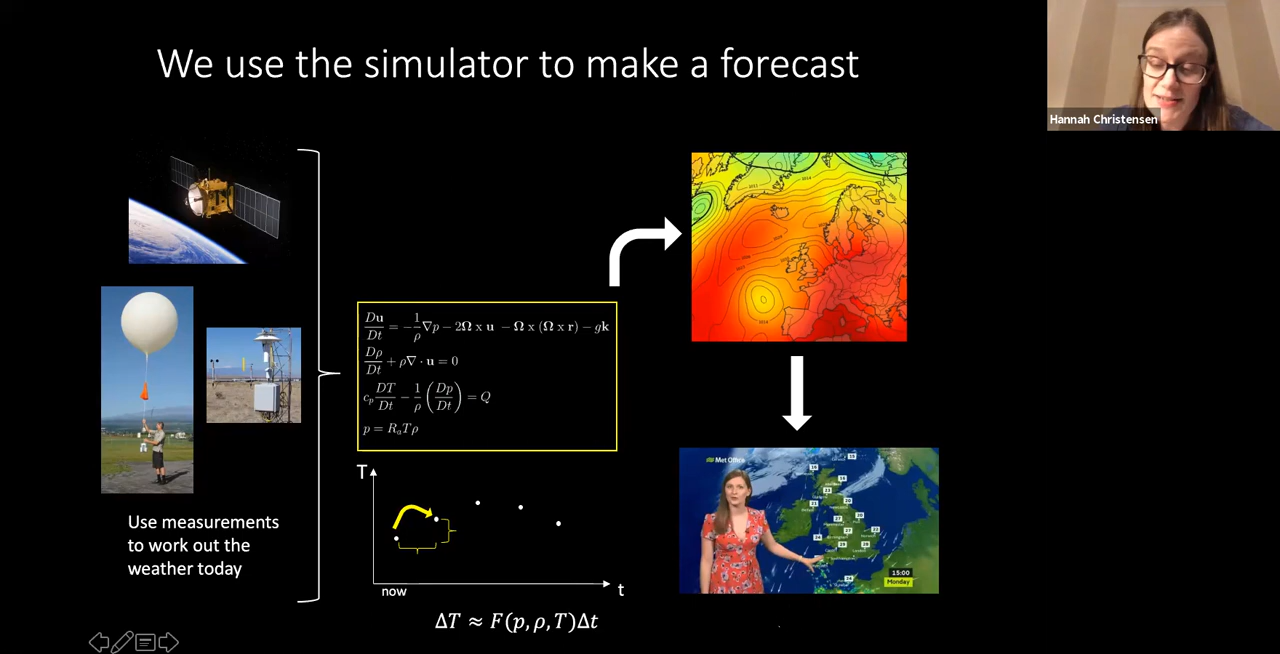 We use the simulator to make a forecast
Hannah Christensen
Du/Dt = −1/ρ ∇p − 2Ω x u − Ω x (Ω x r) − gk
Dρ/Dt + ρ∇ · u = 0
c_p DT/Dt − 1/ρ (Dp/Dt) = Q
p = R_a Tρ
T
now
t
ΔT ≈ F(p, ρ, T)Δt
Use measurements
to work out the
weather today
Met Office
15:00
Monday